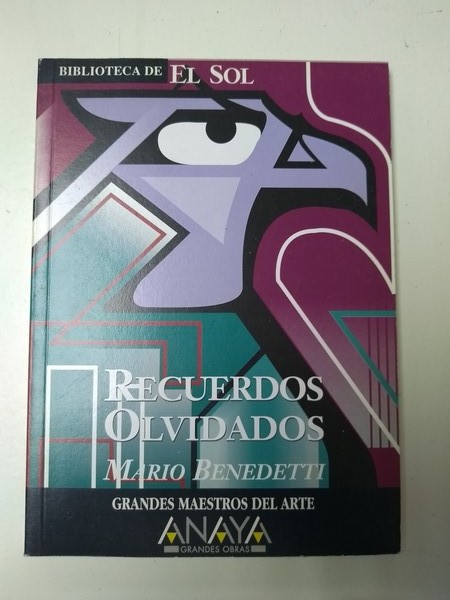 BIBLIOTECA DE EL SOL
RECUERDOS
OLVIDADOS
MARIO BENEDETTI
GRANDES MAESTROS DEL ARTE
ANAYA
GRANDES OBRAS